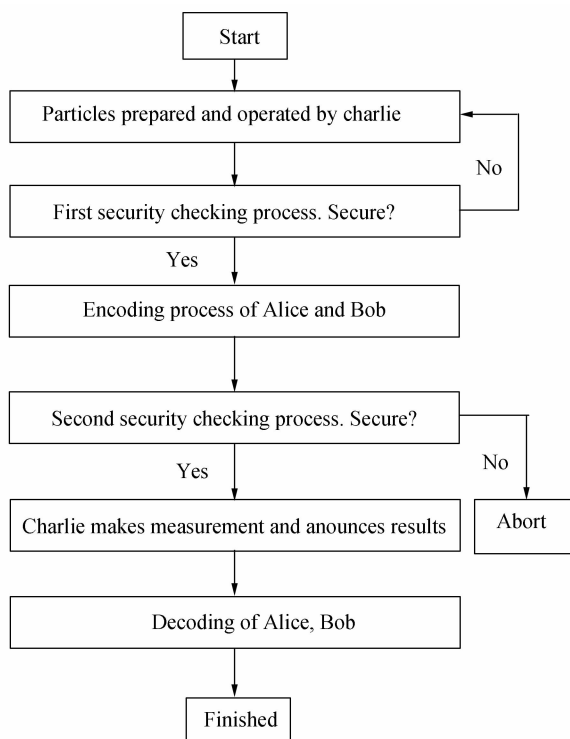 Start
Particles prepared and operated by charlie
No
First security checking process. Secure?
Yes
Encoding process of Alice and Bob
Second security checking process. Secure?
No
Yes
Charlie makes measurement and anounces results
Abort
Decoding of Alice, Bob
Finished